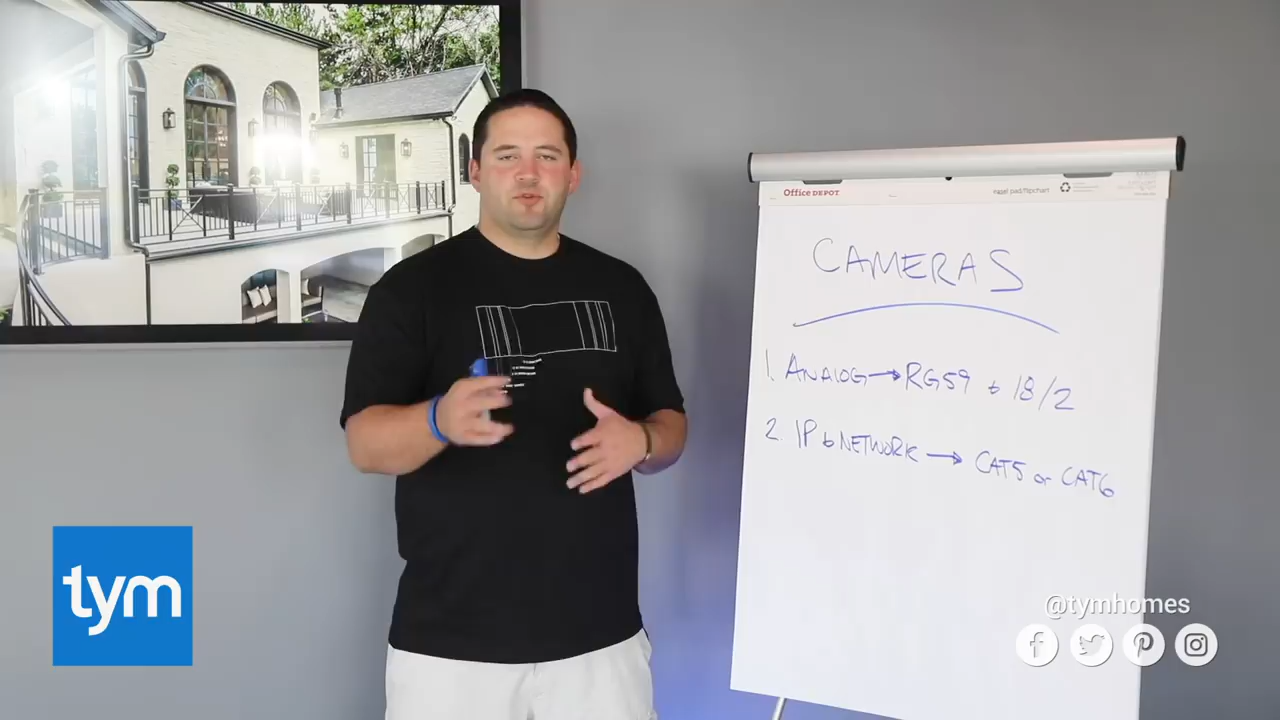 Office DEPOT
easel pad/flipchart
CAMERAS
1. ANALOG → RG59 + 18/2
2. IP & NETWORK → CAT5 or CAT6
tym
@tymhomes